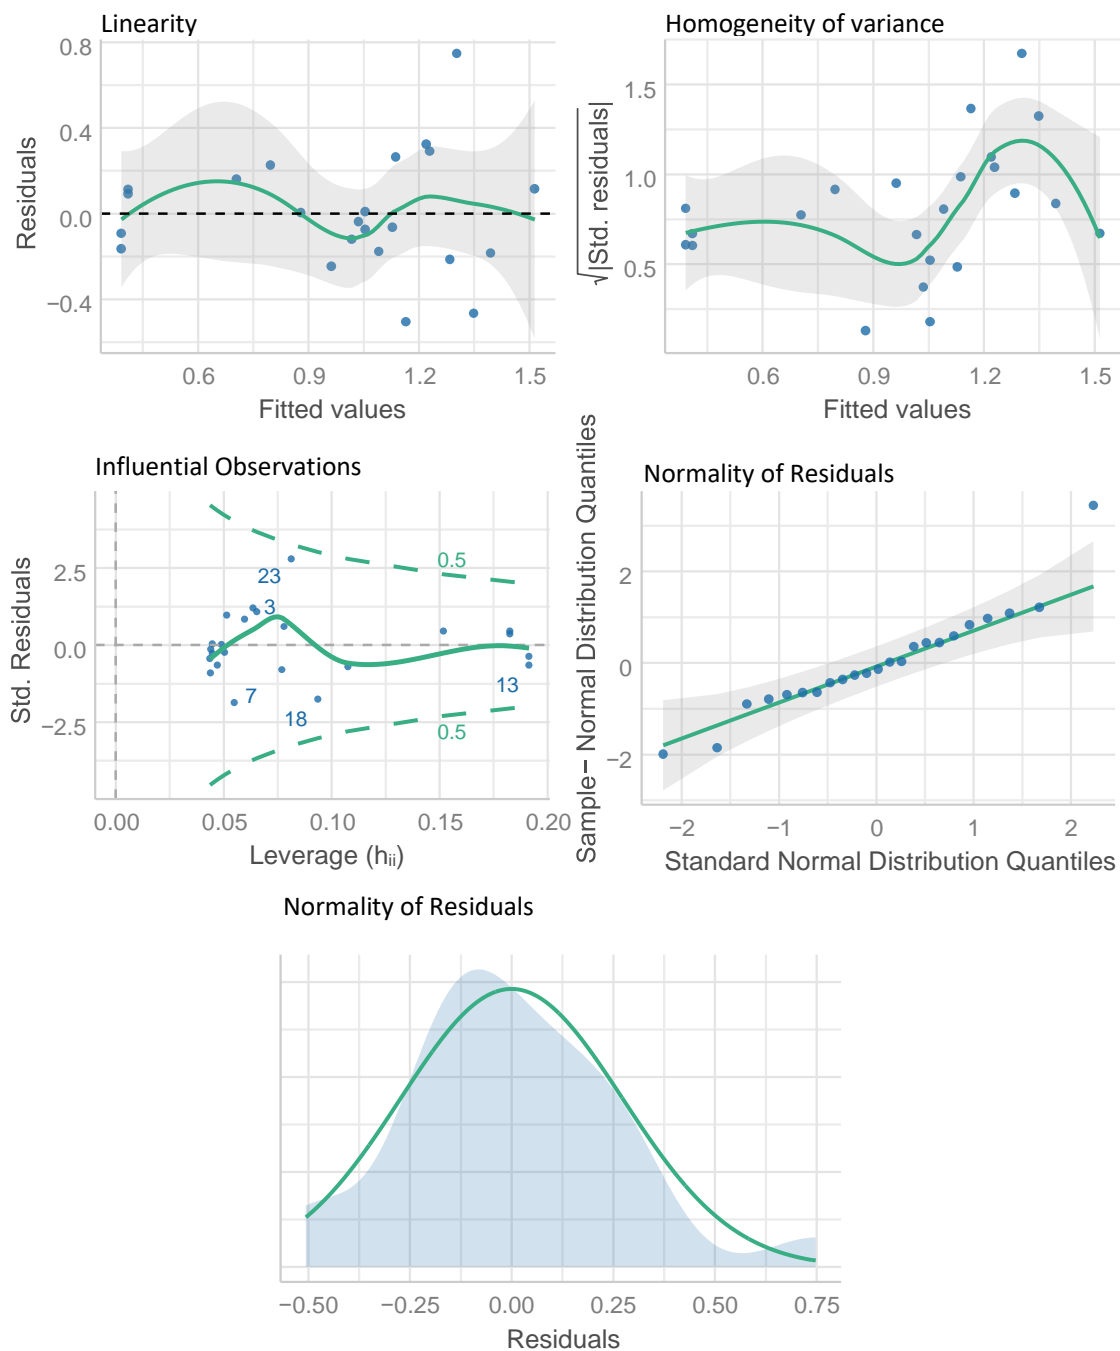 Linearity
0.8
0.4
0.0
−0.4
Residuals
0.6 0.9 1.2 1.5
Fitted values
Homogeneity of variance
1.5
1.0
0.5
√|Std. residuals|
0.6 0.9 1.2 1.5
Fitted values
Influential Observations
2.5
0.0
−2.5
Std. Residuals
0.5
23
3
7
18
13
0.5
0.00 0.05 0.10 0.15 0.20
Leverage (hii)
Normality of Residuals
2
0
−2
Sample− Normal Distribution Quantiles
−2 −1 0 1 2
Standard Normal Distribution Quantiles
Normality of Residuals
−0.50 −0.25 0.00 0.25 0.50 0.75
Residuals